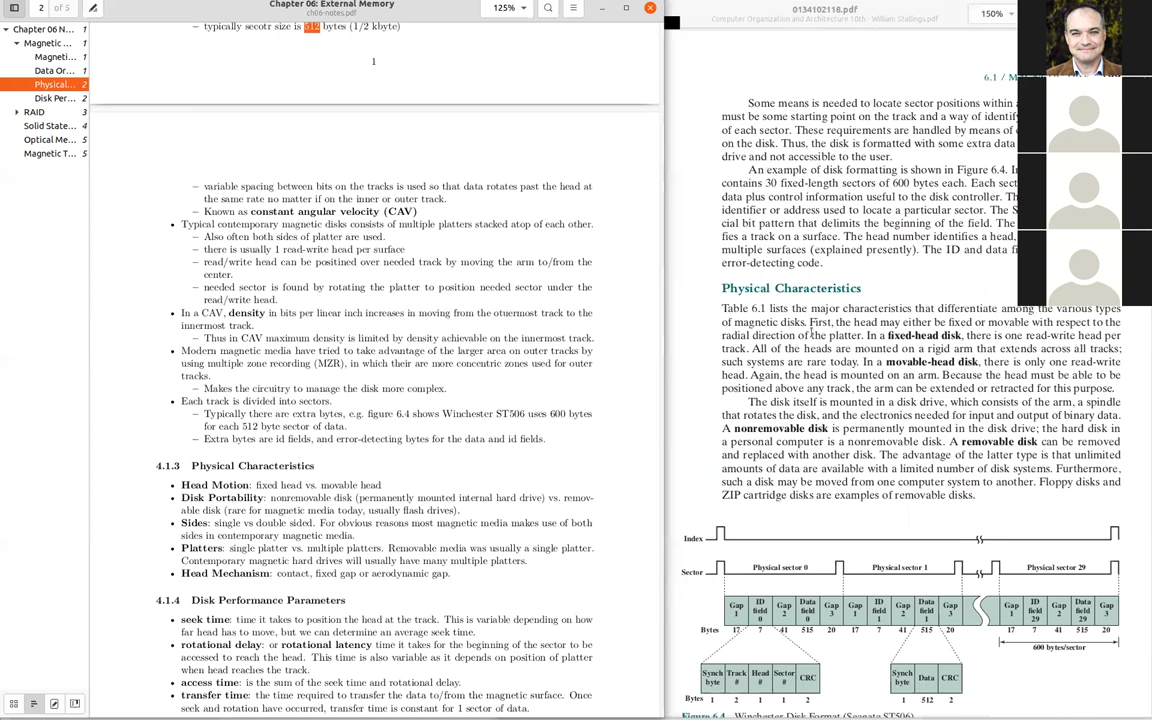 2 of 5
Chapter 06: External Memory
ch06-notes.pdf
125%
0134102118.pdf
Computer Organization and Architecture 10th - William Stallings.pdf
150%
Chapter 06 N... 1
Magnetic ... 1
Magneti... 1
Data Or... 1
Physical... 2
Disk Per... 2
RAID 3
Solid State... 4
Optical Me... 5
Magnetic T... 5
– typically secotr size is 512 bytes (1/2 kbyte)
1
– variable spacing between bits on the tracks is used so that data rotates past the head at
the same rate no matter if on the inner or outer track.
– Known as constant angular velocity (CAV)
• Typical contemporary magnetic disks consists of multiple platters stacked atop of each other.
– Also often both sides of platter are used.
– there is usually 1 read-write head per surface
– read/write head can be positined over needed track by moving the arm to/from the
center.
– needed sector is found by rotating the platter to position needed sector under the
read/write head.
• In a CAV, density in bits per linear inch increases in moving from the otuermost track to the
innermost track.
– Thus in CAV maximum density is limited by density achievable on the innermost track.
• Modern magnetic media have tried to take advantage of the larger area on outer tracks by
using multiple zone recording (MZR), in which their are more concentric zones used for outer
tracks.
– Makes the circuitry to manage the disk more complex.
• Each track is divided into sectors.
– Typically there are extra bytes, e.g. figure 6.4 shows Winchester ST506 uses 600 bytes
for each 512 byte sector of data.
– Extra bytes are id fields, and error-detecting bytes for the data and id fields.
4.1.3 Physical Characteristics
• Head Motion: fixed head vs. movable head
• Disk Portability: nonremovable disk (permanently mounted internal hard drive) vs. remov-
able disk (rare for magnetic media today, usually flash drives).
• Sides: single vs double sided. For obvious reasons most magnetic media makes use of both
sides in contemporary magnetic media.
• Platters: single platter vs. multiple platters. Removable media was usually a single platter.
Contemporary magnetic hard drives will usually have many multiple platters.
• Head Mechanism: contact, fixed gap or aerodynamic gap.
4.1.4 Disk Performance Parameters
• seek time: time it takes to position the head at the track. This is variable depending on how
far head has to move, but we can determine an average seek time.
• rotational delay: or rotational latency time it takes for the beginning of the sector to be
accessed to reach the head. This time is also variable as it depends on position of platter
when head reaches the track.
• access time: is the sum of the seek time and rotational delay.
• transfer time: the time required to transfer the data to/from the magnetic surface. Once
seek and rotation have occurred, transfer time is constant for 1 sector of data.
6.1 /
Some means is needed to locate sector positions within a
must be some starting point on the track and a way of identify
of each sector. These requirements are handled by means of
on the disk. Thus, the disk is formatted with some extra data
drive and not accessible to the user.
An example of disk formatting is shown in Figure 6.4. In
contains 30 fixed-length sectors of 600 bytes each. Each sect
data plus control information useful to the disk controller. Th
identifier or address used to locate a particular sector. The S
cial bit pattern that delimits the beginning of the field. The
fies a track on a surface. The head number identifies a head,
multiple surfaces (explained presently). The ID and data fi
error-detecting code.
Physical Characteristics
Table 6.1 lists the major characteristics that differentiate among the various types
of magnetic disks. First, the head may either be fixed or movable with respect to the
radial direction of the platter. In a fixed-head disk, there is one read-write head per
track. All of the heads are mounted on a rigid arm that extends across all tracks;
such systems are rare today. In a movable-head disk, there is only one read-write
head. Again, the head is mounted on an arm. Because the head must be able to be
positioned above any track, the arm can be extended or retracted for this purpose.
The disk itself is mounted in a disk drive, which consists of the arm, a spindle
that rotates the disk, and the electronics needed for input and output of binary data.
A nonremovable disk is permanently mounted in the disk drive; the hard disk in
a personal computer is a nonremovable disk. A removable disk can be removed
and replaced with another disk. The advantage of the latter type is that unlimited
amounts of data are available with a limited number of disk systems. Furthermore,
such a disk may be moved from one computer system to another. Floppy disks and
ZIP cartridge disks are examples of removable disks.
Index
Sector Physical sector 0 Physical sector 1 Physical sector 29
Gap 1 ID field 0 Gap 2 Data field 0 Gap 3 Gap 1 ID field 1 Gap 2 Data field 1 Gap 3 Gap 1 ID field 29 Gap 2 Data field 29 Gap 3
Bytes 17 7 41 515 20 17 7 41 515 20 17 7 41 515 20
600 bytes/sector
Synch byte Track # Head # Sector # CRC Synch byte Data CRC
Bytes 1 2 1 1 2 1 512 2
Figure 6.4 Winchester Disk Format (Seagate ST506)